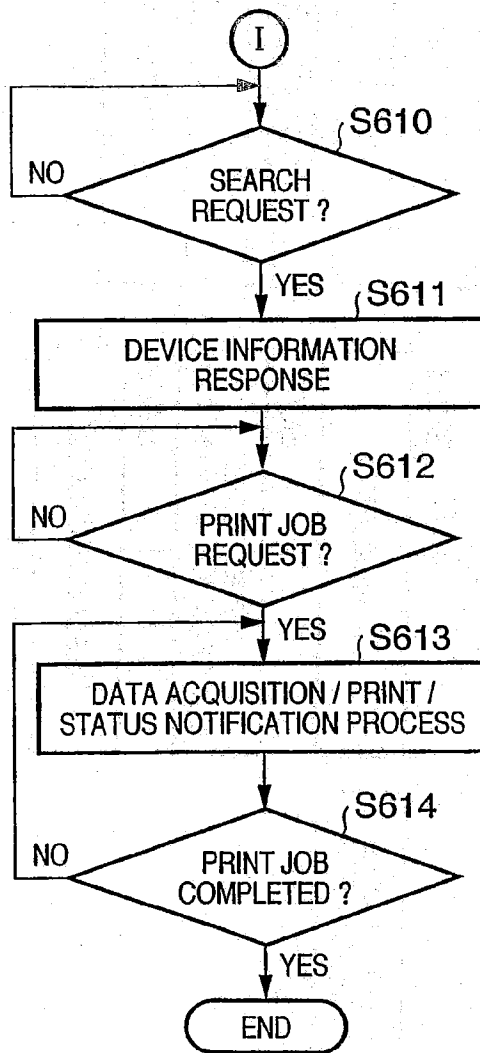 I
S610
SEARCH
REQUEST ?
NO
YES
S611
DEVICE INFORMATION
RESPONSE
S612
PRINT JOB
REQUEST ?
NO
YES
S613
DATA ACQUISITION / PRINT /
STATUS NOTIFICATION PROCESS
S614
PRINT JOB
COMPLETED ?
NO
YES
END